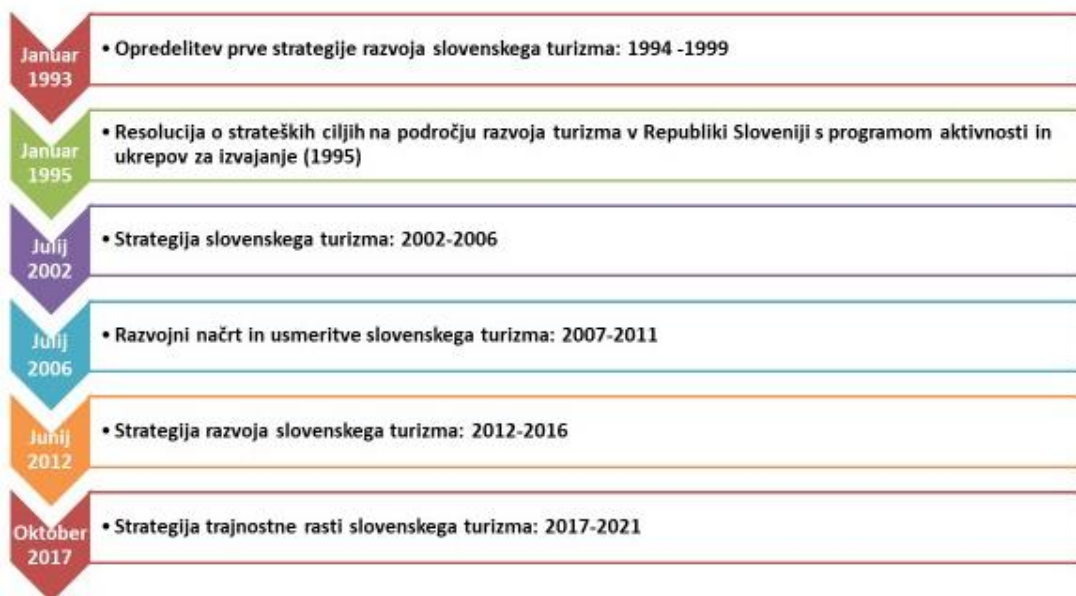 Januar
1993
• Opredelitev prve strategije razvoja slovenskega turizma: 1994 -1999
Januar
1995
• Resolucija o strateških ciljih na področju razvoja turizma v Republiki Sloveniji s programom aktivnosti in
ukrepov za izvajanje (1995)
Julij
2002
• Strategija slovenskega turizma: 2002-2006
Julij
2006
• Razvojni načrt in usmeritve slovenskega turizma: 2007-2011
Junij
2012
• Strategija razvoja slovenskega turizma: 2012-2016
Oktober
2017
• Strategija trajnostne rasti slovenskega turizma: 2017-2021